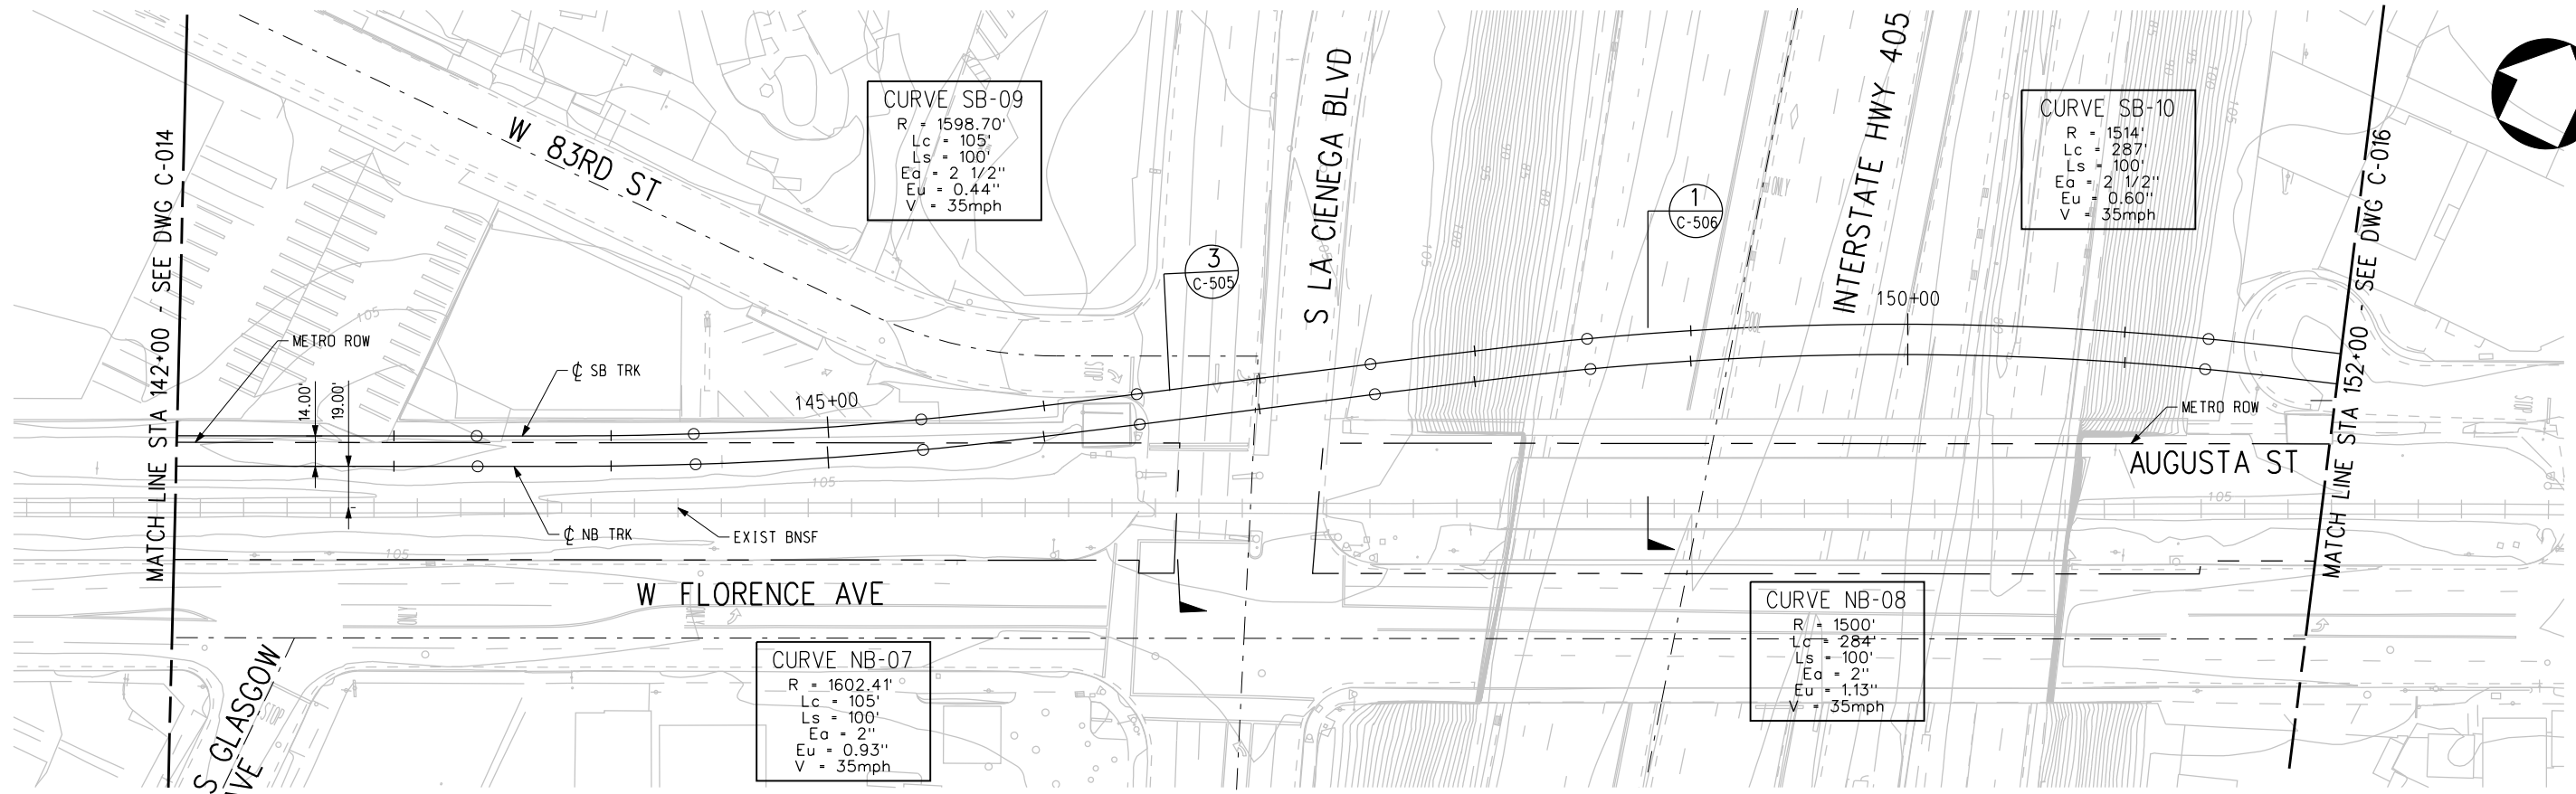 MATCH LINE STA 142+00 - SEE DWG C-014
W 83RD ST
CURVE SB-09
R = 1598.70'
Lc = 105'
Ls = 100'
Ea = 2 1/2"
Eu = 0.44"
V = 35mph
3
C-505
S LA CIENEGA BLVD
1
C-506
INTERSTATE HWY 405
CURVE SB-10
R = 1514'
Lc = 287'
Ls = 100'
Ea = 2 1/2"
Eu = 0.60"
V = 35mph
MATCH LINE STA 152+00 - SEE DWG C-016
150+00
METRO ROW
14.00'
19.00'
℄ SB TRK
145+00
METRO ROW
AUGUSTA ST
℄ NB TRK
EXIST BNSF
W FLORENCE AVE
CURVE NB-07
R = 1602.41'
Lc = 105'
Ls = 100'
Ea = 2"
Eu = 0.93"
V = 35mph
CURVE NB-08
R = 1500'
Lc = 284'
Ls = 100'
Ea = 2"
Eu = 1.13"
V = 35mph
S GLASGOW
STOP
105
105
105
105